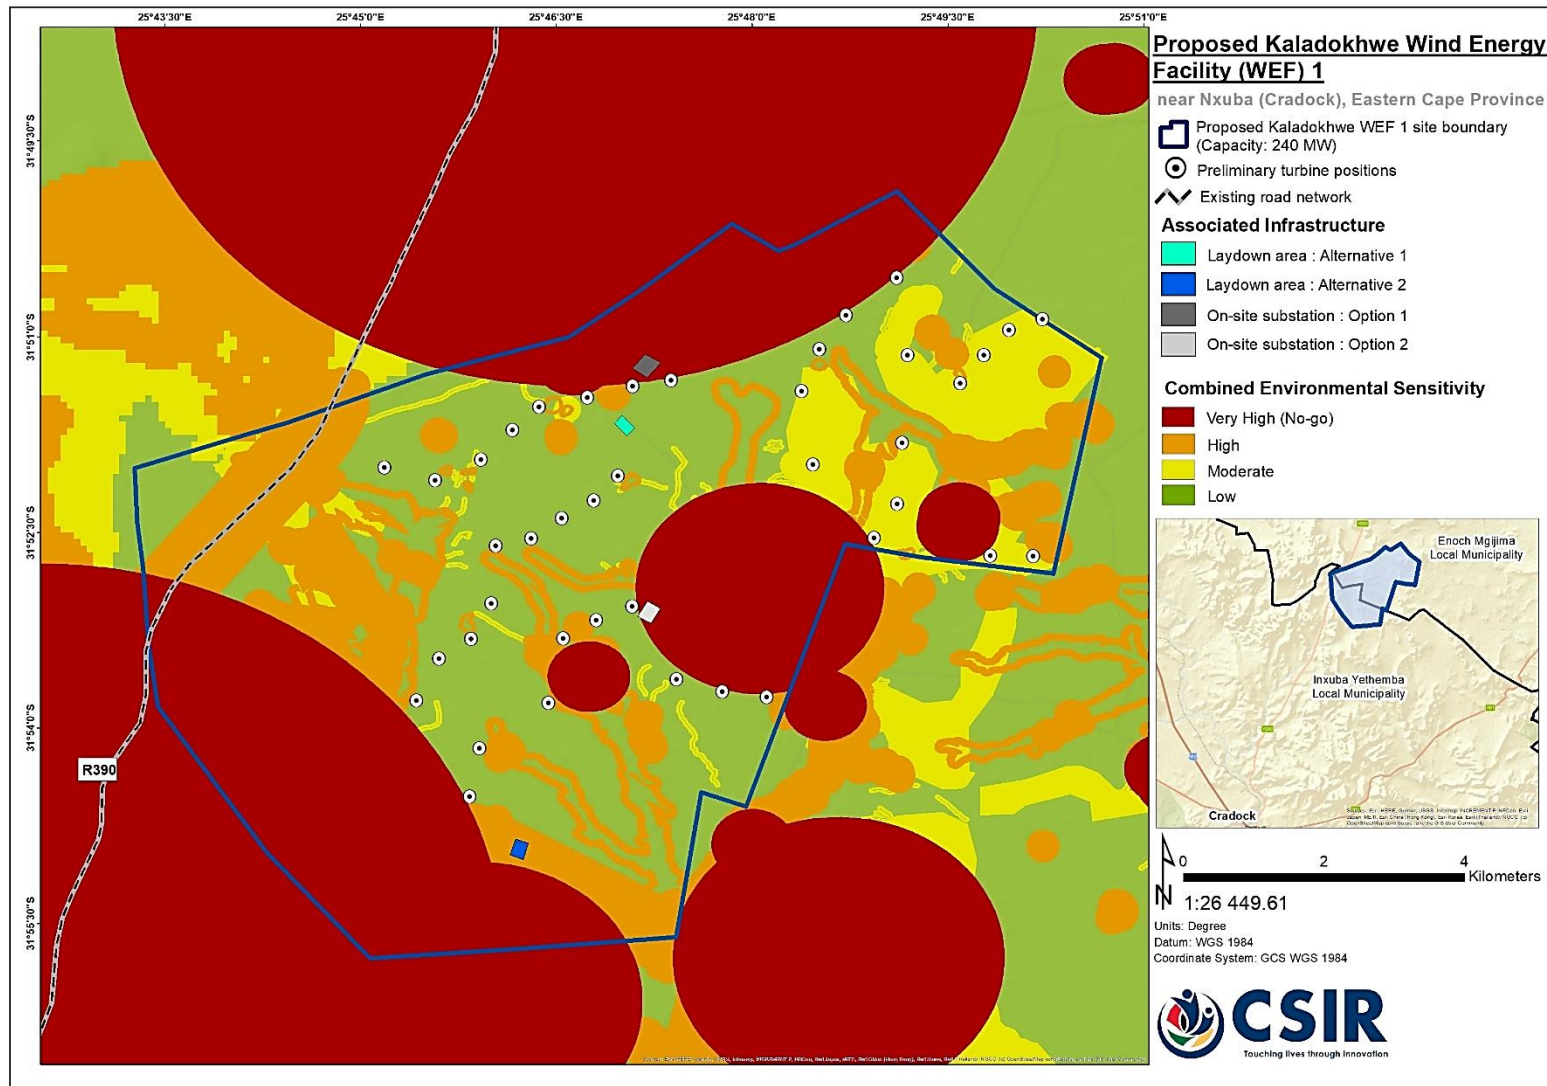 25°43'30"E
25°45'0"E
25°46'30"E
25°48'0"E
25°49'30"E
25°51'0"E
31°49'30"S
31°51'0"S
31°52'30"S
31°54'0"S
31°55'30"S
R390
Proposed Kaladokhwe Wind Energy
Facility (WEF) 1
near Nxuba (Cradock), Eastern Cape Province
Proposed Kaladokhwe WEF 1 site boundary
(Capacity: 240 MW)
Preliminary turbine positions
Existing road network
Associated Infrastructure
Laydown area : Alternative 1
Laydown area : Alternative 2
On-site substation : Option 1
On-site substation : Option 2
Combined Environmental Sensitivity
Very High (No-go)
High
Moderate
Low
Enoch Mgijima
Local Municipality
Inxuba Yethemba
Local Municipality
Cradock
0 2 4
Kilometers
N
1:26 449.61
Units: Degree
Datum: WGS 1984
Coordinate System: GCS WGS 1984
CSIR
Touching lives through innovation